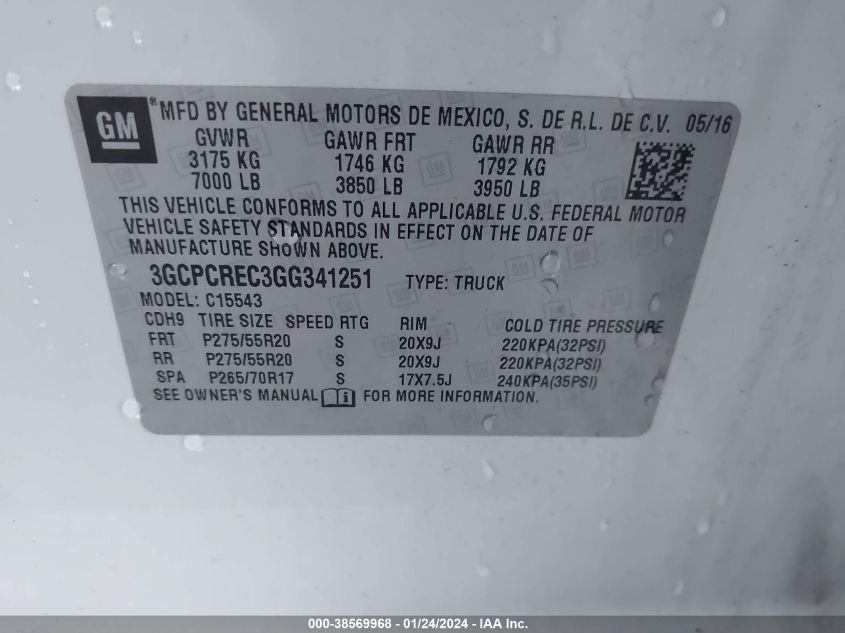 GM ® MFD BY GENERAL MOTORS DE MEXICO, S. DE R.L. DE C.V. 05/16
GVWR GAWR FRT GAWR RR
3175 KG 1746 KG 1792 KG
7000 LB 3850 LB 3950 LB
THIS VEHICLE CONFORMS TO ALL APPLICABLE U.S. FEDERAL MOTOR
VEHICLE SAFETY STANDARDS IN EFFECT ON THE DATE OF
MANUFACTURE SHOWN ABOVE.
3GCPCREC3GG341251 TYPE: TRUCK
MODEL: C15543
CDH9 TIRE SIZE SPEED RTG RIM COLD TIRE PRESSURE
FRT P275/55R20 S 20X9J 220KPA(32PSI)
RR P275/55R20 S 20X9J 220KPA(32PSI)
SPA P265/70R17 S 17X7.5J 240KPA(35PSI)
SEE OWNER'S MANUAL i FOR MORE INFORMATION.
000-38569968 - 01/24/2024 - IAA Inc.